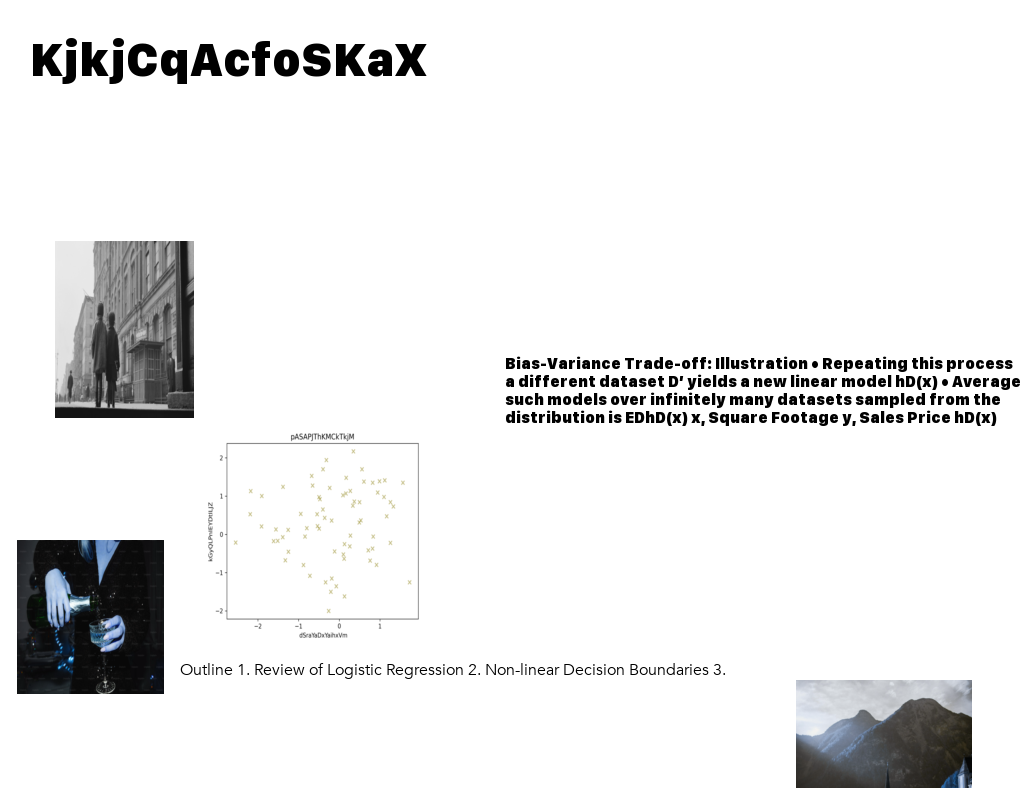 KjkjCqAcfoSKaX
Bias-Variance Trade-off: Illustration • Repeating this process
a different dataset D’ yields a new linear model hD(x) • Average
such models over infinitely many datasets sampled from the
distribution is EDhD(x) x, Square Footage y, Sales Price hD(x)
pASAPJThKMCkTkjM
2
1
0
−1
−2
−2 −1 0 1
dSraYaDxYaihxVm
Outline 1. Review of Logistic Regression 2. Non-linear Decision Boundaries 3.